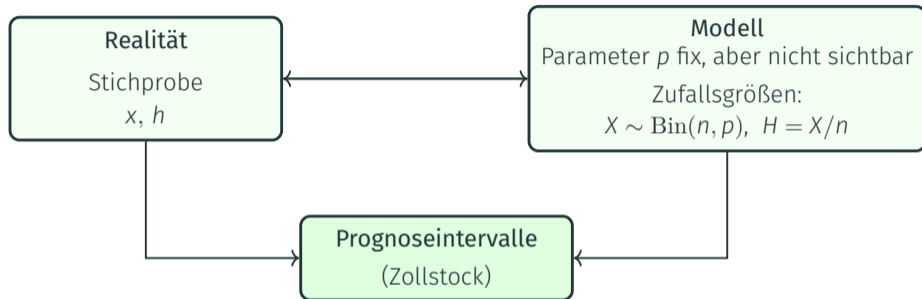 Realität
Stichprobe
x, h
Modell
Parameter p fix, aber nicht sichtbar
Zufallsgrößen:
X ∼ Bin(n, p), H = X/n
Prognoseintervalle
(Zollstock)